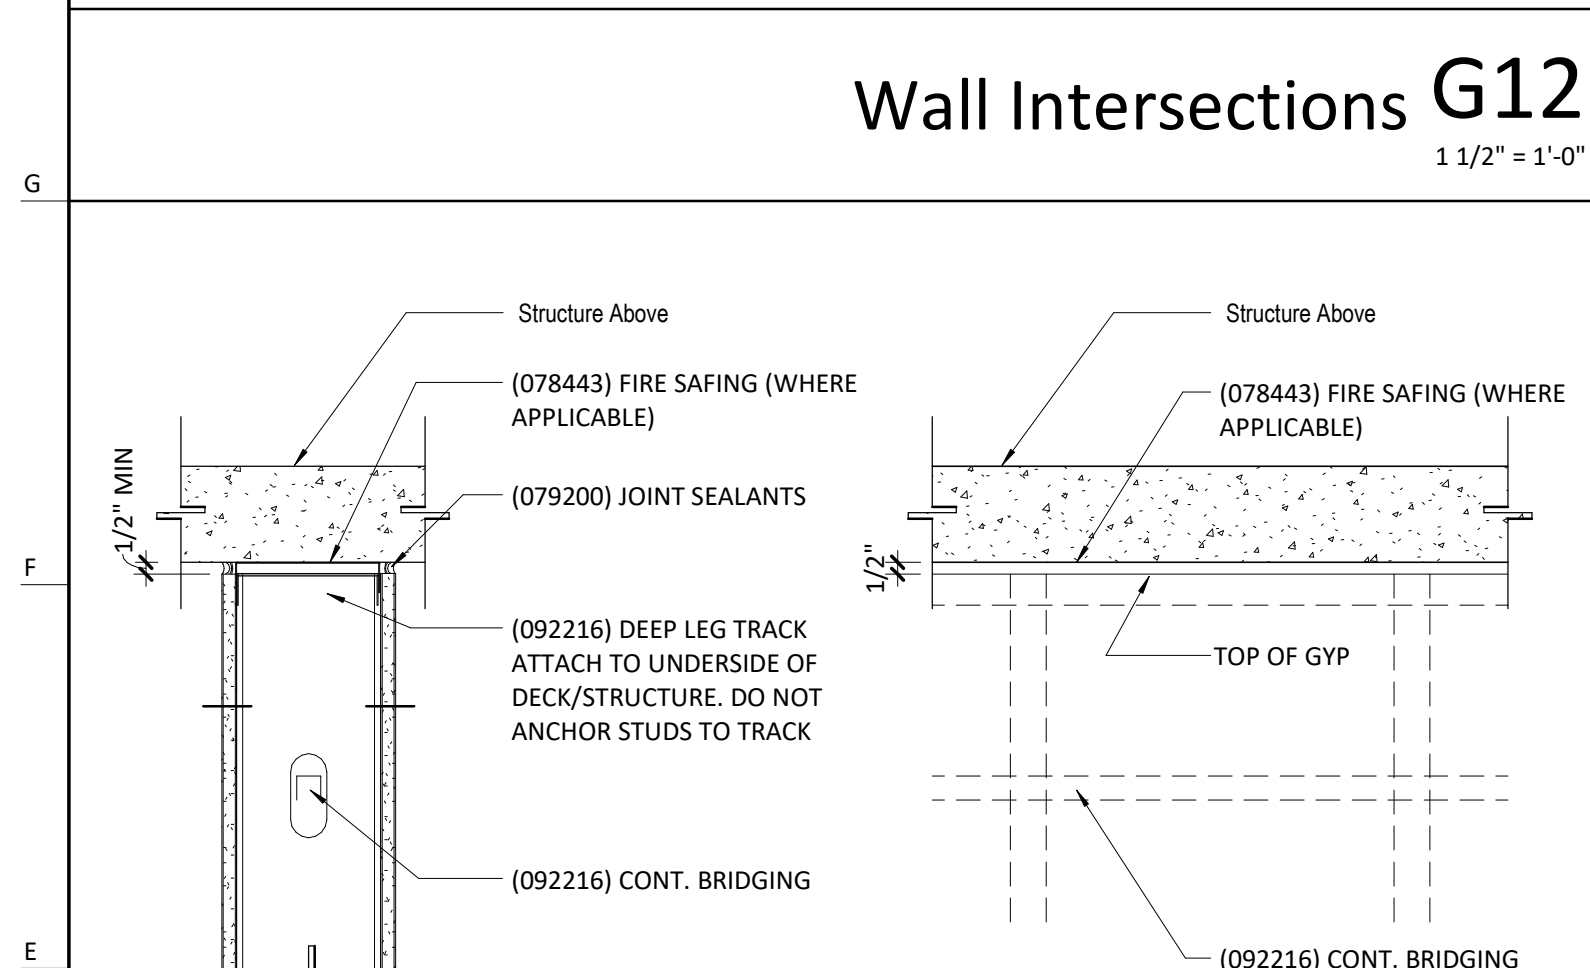 Wall Intersections G12
1 1/2" = 1'-0"
G
Structure Above
(078443) FIRE SAFING (WHERE
APPLICABLE)
1/2" MIN
(079200) JOINT SEALANTS
F
(092216) DEEP LEG TRACK
ATTACH TO UNDERSIDE OF
DECK/STRUCTURE. DO NOT
ANCHOR STUDS TO TRACK
(092216) CONT. BRIDGING
E
Structure Above
(078443) FIRE SAFING (WHERE
APPLICABLE)
1/2"
TOP OF GYP
(092216) CONT. BRIDGING